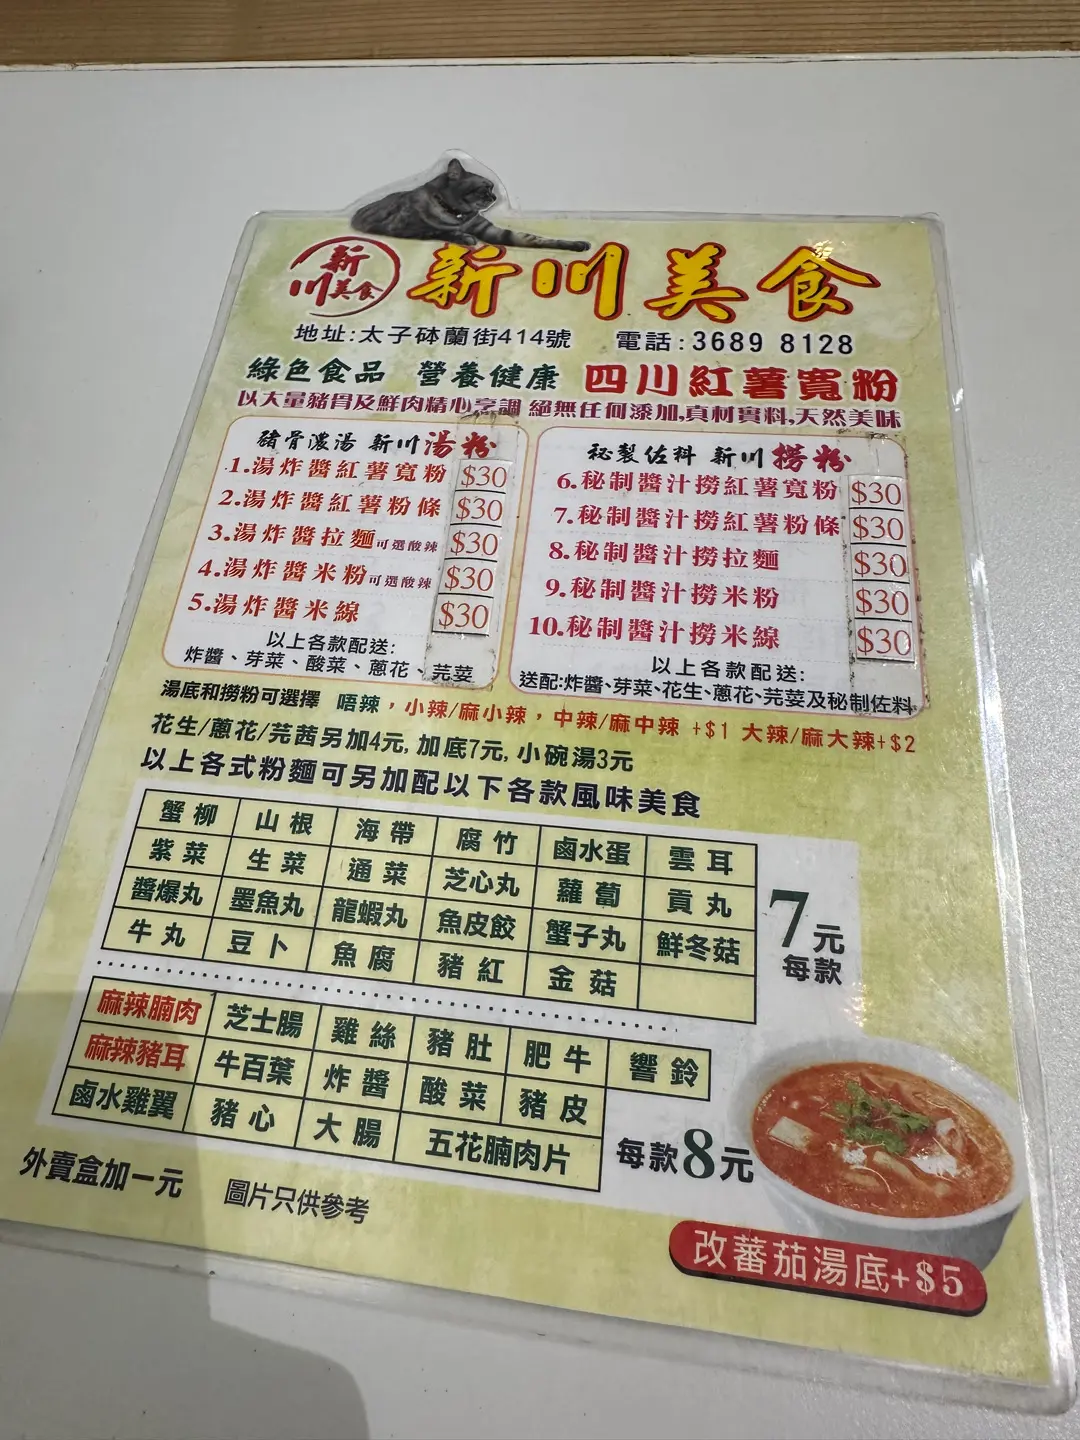 新川美食
新川美食
地址:太子砵蘭街414號 電話:3689 8128
綠色食品 營養健康 四川紅薯寬粉
以大量豬骨及鮮肉精心烹調 絕無任何添加,真材實料,天然美味
豬骨濃湯 新川湯粉
1.湯炸醬紅薯寬粉 $30
2.湯炸醬紅薯粉條 $30
3.湯炸醬拉麵可選酸辣 $30
4.湯炸醬米粉可選酸辣 $30
5.湯炸醬米線 $30
以上各款配送:
炸醬、芽菜、酸菜、蔥花、芫荽
秘製佐料 新川撈粉
6.秘制醬汁撈紅薯寬粉 $30
7.秘制醬汁撈紅薯粉條 $30
8.秘制醬汁撈拉麵 $30
9.秘制醬汁撈米粉 $30
10.秘制醬汁撈米線 $30
以上各款配送:
送配:炸醬、芽菜、花生、蔥花、芫荽及秘制佐料
湯底和撈粉可選擇 唔辣，小辣/麻小辣，中辣/麻中辣 +$1 大辣/麻大辣+$2
花生/蔥花/芫茜另加4元, 加底7元, 小碗湯3元
以上各式粉麵可另加配以下各款風味美食
蟹柳 山根 海帶 腐竹 鹵水蛋 雲耳
紫菜 生菜 通菜 芝心丸 蘿蔔 貢丸
醬爆丸 墨魚丸 龍蝦丸 魚皮餃 蟹子丸 鮮冬菇
牛丸 豆卜 魚腐 豬紅 金菇
7元
每款
麻辣腩肉 芝士腸 雞絲 豬肚 肥牛 響鈴
麻辣豬耳 牛百葉 炸醬 酸菜 豬皮
鹵水雞翼 豬心 大腸 五花腩肉片
每款8元
外賣盒加一元 圖片只供參考
改蕃茄湯底+$5